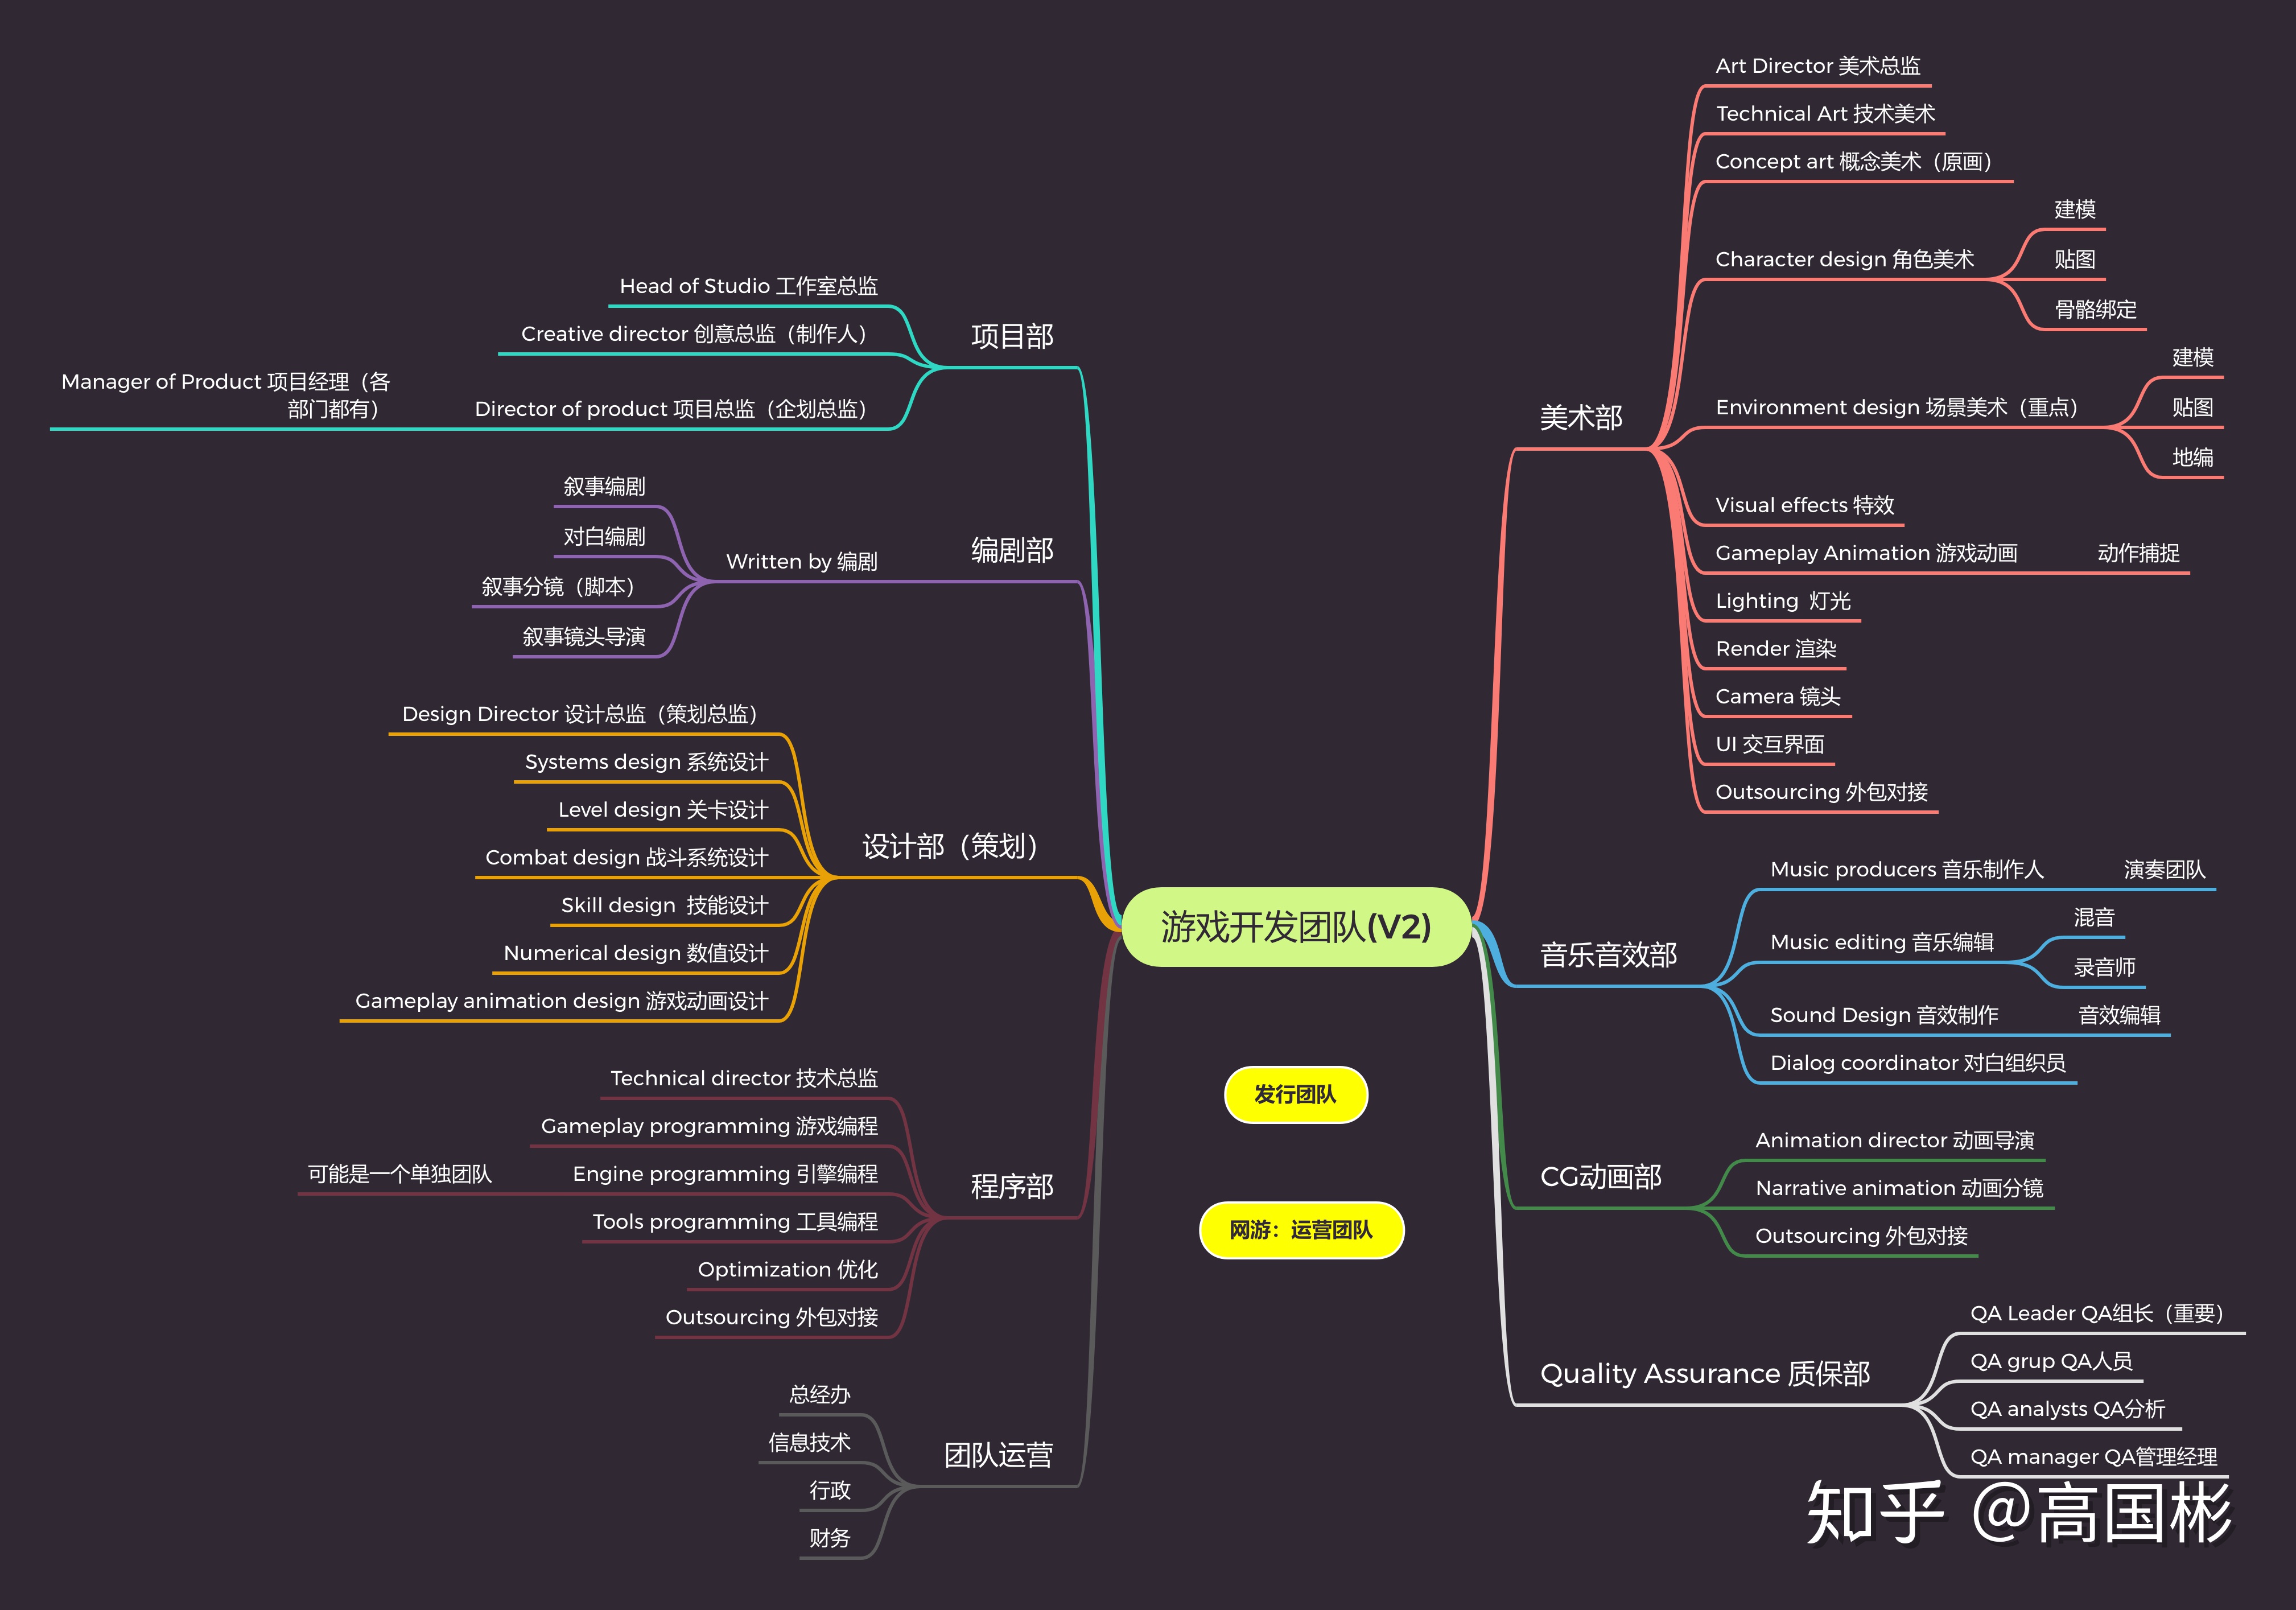 游戏开发团队(V2)
项目部
Head of Studio 工作室总监
Creative director 创意总监（制作人）
Director of product 项目总监（企划总监）
Manager of Product 项目经理（各
部门都有）
编剧部
Written by 编剧
叙事编剧
对白编剧
叙事分镜（脚本）
叙事镜头导演
设计部（策划）
Design Director 设计总监（策划总监）
Systems design 系统设计
Level design 关卡设计
Combat design 战斗系统设计
Skill design  技能设计
Numerical design 数值设计
Gameplay animation design 游戏动画设计
程序部
Technical director 技术总监
Gameplay programming 游戏编程
Engine programming 引擎编程
可能是一个单独团队
Tools programming 工具编程
Optimization 优化
Outsourcing 外包对接
团队运营
总经办
信息技术
行政
财务
美术部
Art Director 美术总监
Technical Art 技术美术
Concept art 概念美术（原画）
Character design 角色美术
建模
贴图
骨骼绑定
Environment design 场景美术（重点）
建模
贴图
地编
Visual effects 特效
Gameplay Animation 游戏动画
动作捕捉
Lighting  灯光
Render 渲染
Camera 镜头
UI 交互界面
Outsourcing 外包对接
音乐音效部
Music producers 音乐制作人
演奏团队
Music editing 音乐编辑
混音
录音师
Sound Design 音效制作
音效编辑
Dialog coordinator 对白组织员
CG动画部
Animation director 动画导演
Narrative animation 动画分镜
Outsourcing 外包对接
Quality Assurance 质保部
QA Leader QA组长（重要）
QA grup QA人员
QA analysts QA分析
QA manager QA管理经理
发行团队
网游：运营团队
知乎 @高国彬